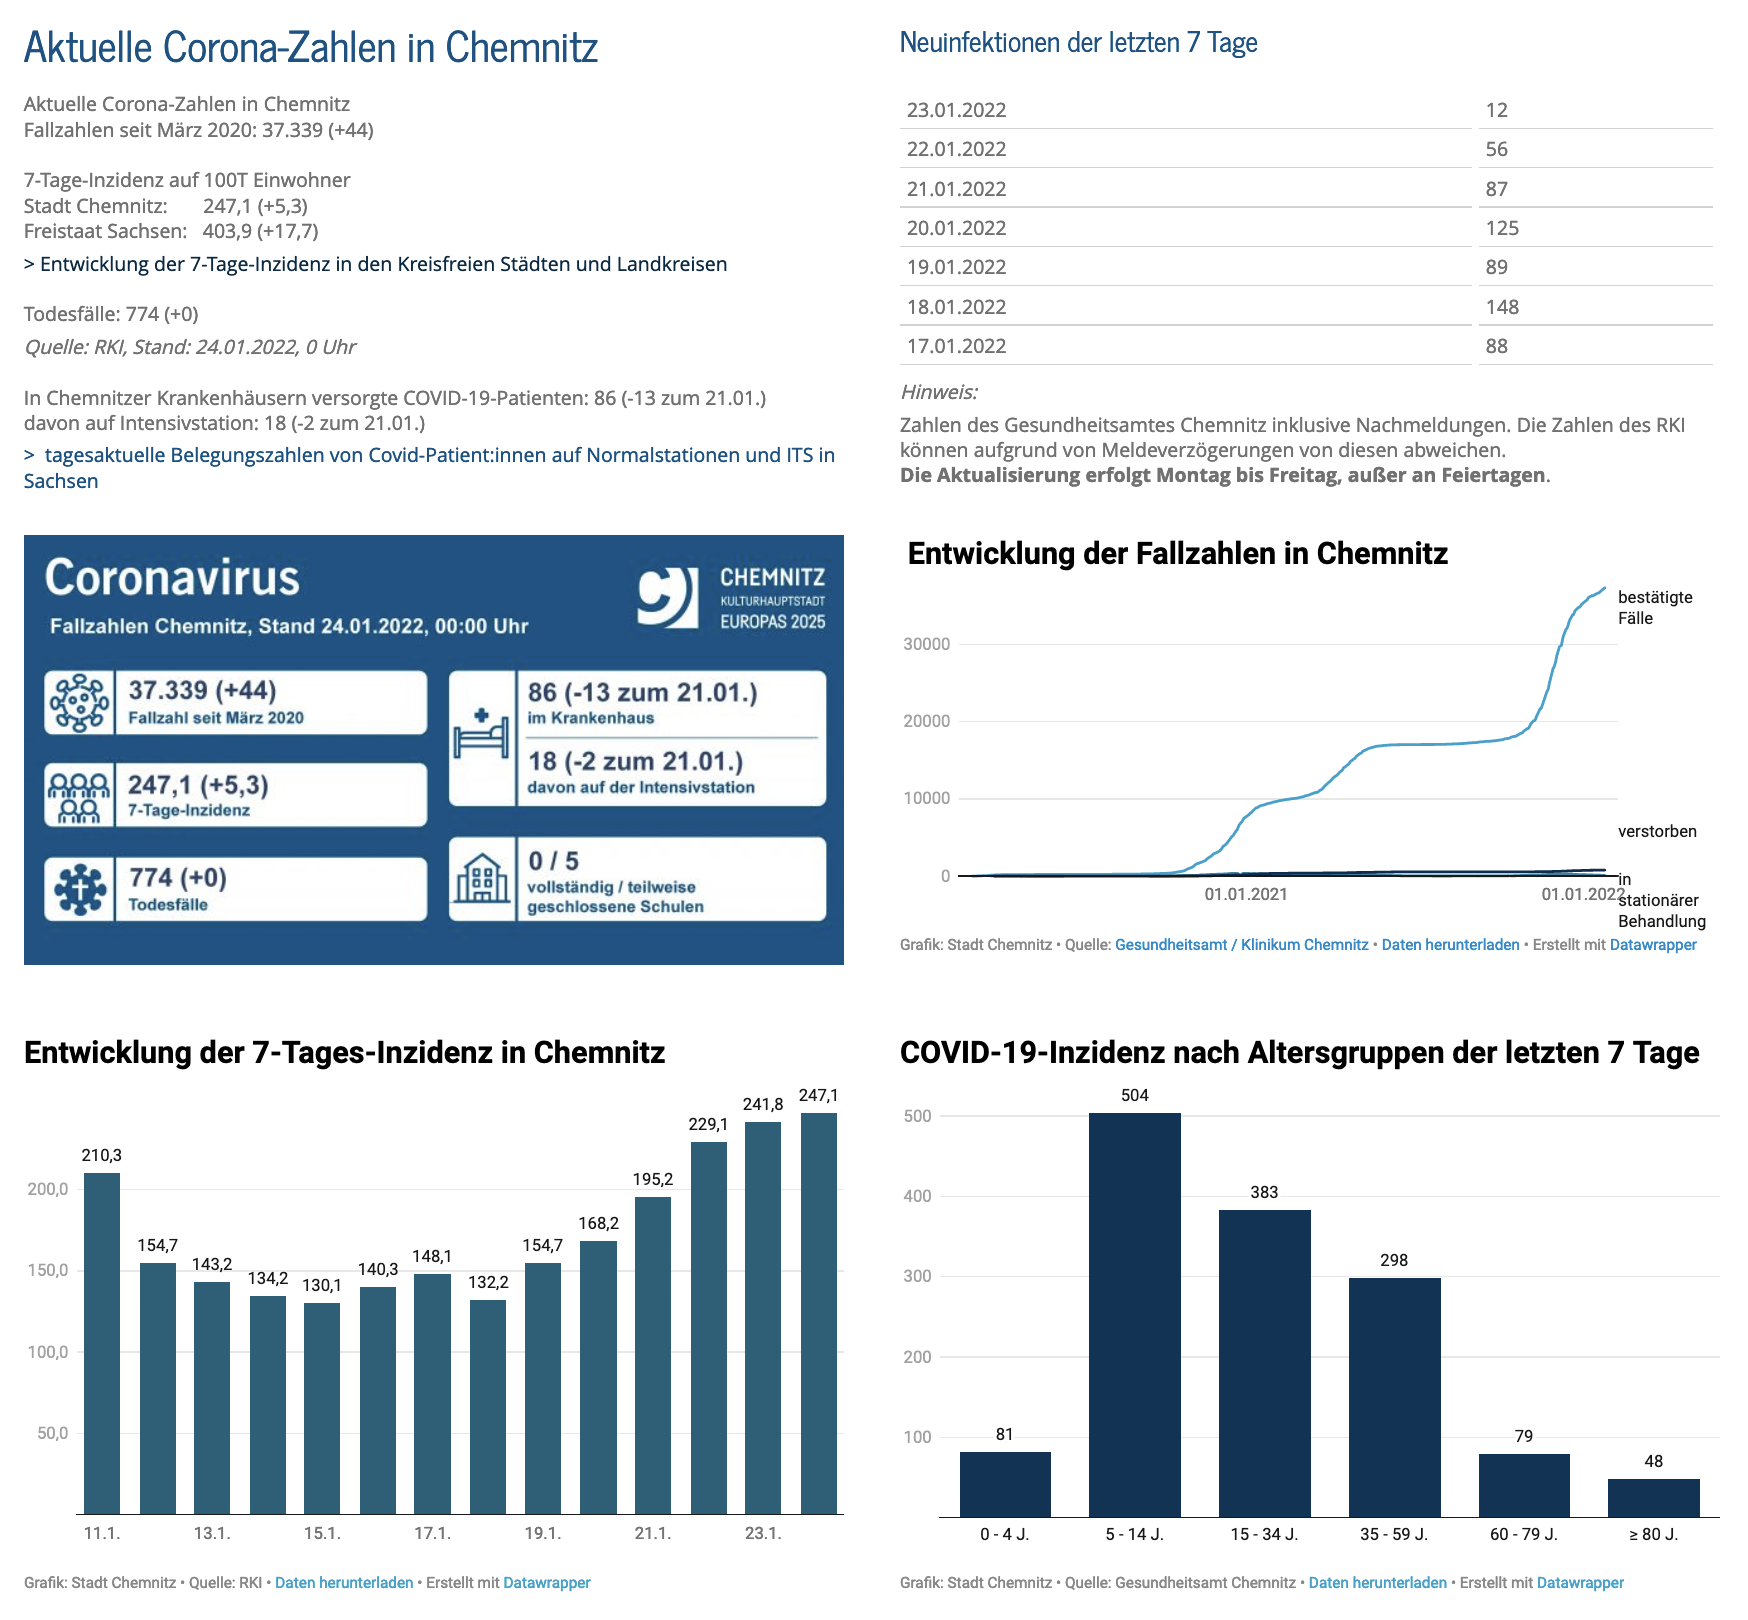 Aktuelle Corona-Zahlen in Chemnitz
Aktuelle Corona-Zahlen in Chemnitz
Fallzahlen seit März 2020: 37.339 (+44)
7-Tage-Inzidenz auf 100T Einwohner
Stadt Chemnitz: 247,1 (+5,3)
Freistaat Sachsen: 403,9 (+17,7)
> Entwicklung der 7-Tage-Inzidenz in den Kreisfreien Städten und Landkreisen
Todesfälle: 774 (+0)
Quelle: RKI, Stand: 24.01.2022, 0 Uhr
In Chemnitzer Krankenhäusern versorgte COVID-19-Patienten: 86 (-13 zum 21.01.)
davon auf Intensivstation: 18 (-2 zum 21.01.)
> tagesaktuelle Belegungszahlen von Covid-Patient:innen auf Normalstationen und ITS in
Sachsen
Neuinfektionen der letzten 7 Tage
23.01.2022 12
22.01.2022 56
21.01.2022 87
20.01.2022 125
19.01.2022 89
18.01.2022 148
17.01.2022 88
Hinweis:
Zahlen des Gesundheitsamtes Chemnitz inklusive Nachmeldungen. Die Zahlen des RKI
können aufgrund von Meldeverzögerungen von diesen abweichen.
Die Aktualisierung erfolgt Montag bis Freitag, außer an Feiertagen.
Coronavirus
Fallzahlen Chemnitz, Stand 24.01.2022, 00:00 Uhr
CHEMNITZ
KULTURHAUPTSTADT
EUROPAS 2025
37.339 (+44)
Fallzahl seit März 2020
247,1 (+5,3)
7-Tage-Inzidenz
774 (+0)
Todesfälle
86 (-13 zum 21.01.)
im Krankenhaus
18 (-2 zum 21.01.)
davon auf der Intensivstation
0 / 5
vollständig / teilweise
geschlossene Schulen
Entwicklung der Fallzahlen in Chemnitz
bestätigte
Fälle
30000
20000
10000
verstorben
0
in
stationärer
Behandlung
01.01.2021 01.01.2022
Grafik: Stadt Chemnitz • Quelle: Gesundheitsamt / Klinikum Chemnitz • Daten herunterladen • Erstellt mit Datawrapper
Entwicklung der 7-Tages-Inzidenz in Chemnitz
210,3 154,7 143,2 134,2 130,1 140,3 148,1 132,2 154,7 168,2 195,2 229,1 241,8 247,1
200,0
150,0
100,0
50,0
11.1. 13.1. 15.1. 17.1. 19.1. 21.1. 23.1.
Grafik: Stadt Chemnitz • Quelle: RKI • Daten herunterladen • Erstellt mit Datawrapper
COVID-19-Inzidenz nach Altersgruppen der letzten 7 Tage
81 504 383 298 79 48
500
400
300
200
100
0 - 4 J. 5 - 14 J. 15 - 34 J. 35 - 59 J. 60 - 79 J. ≥ 80 J.
Grafik: Stadt Chemnitz • Quelle: Gesundheitsamt Chemnitz • Daten herunterladen • Erstellt mit Datawrapper